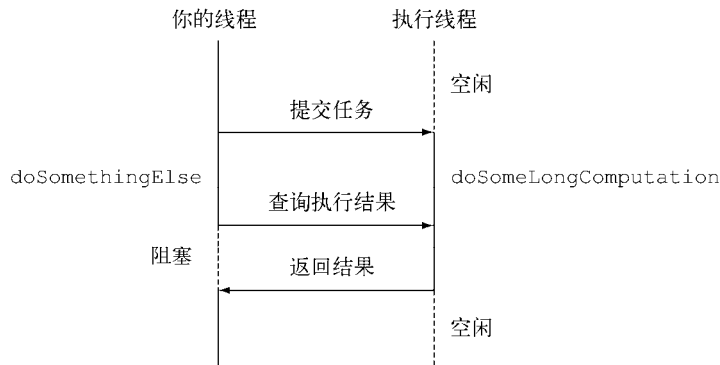 你的线程
执行线程
空闲
提交任务
doSomethingElse
doSomeLongComputation
查询执行结果
阻塞
返回结果
空闲